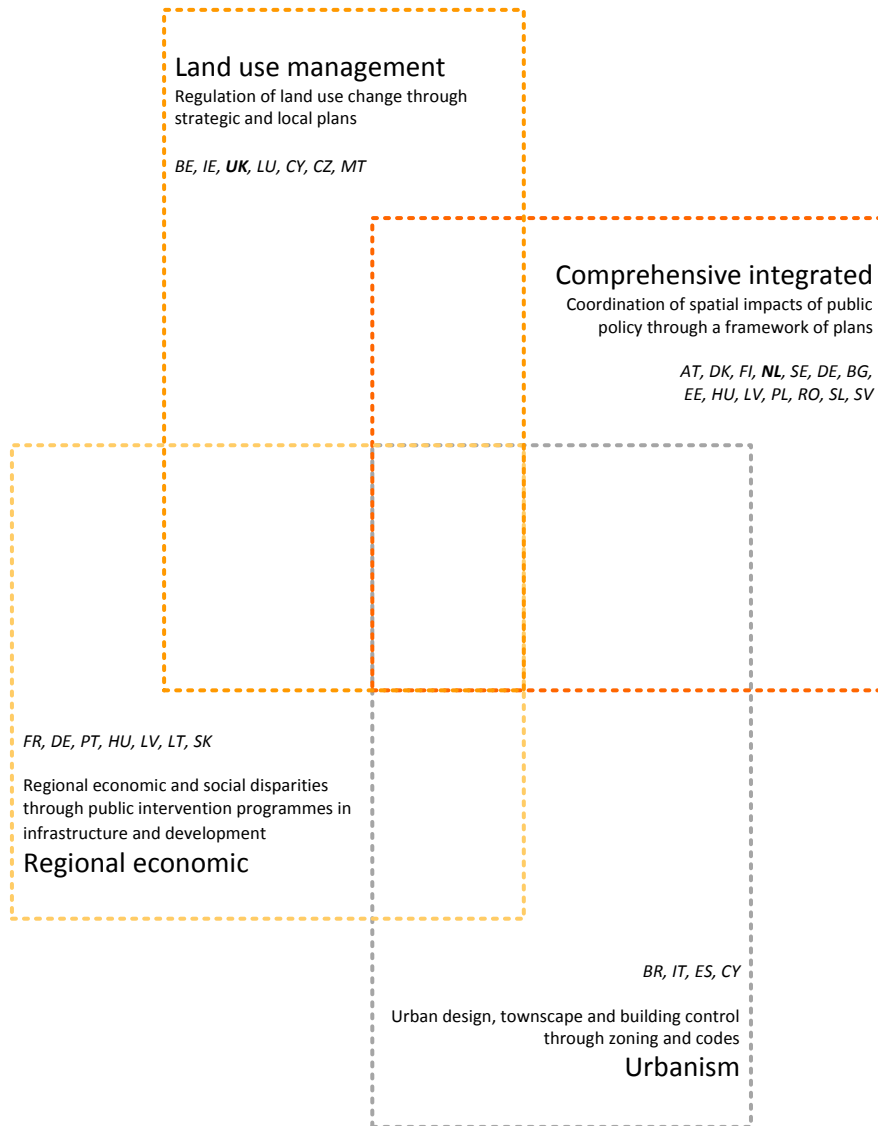 Land use management
Regulation of land use change through
strategic and local plans
BE, IE, UK, LU, CY, CZ, MT
Comprehensive integrated
Coordination of spatial impacts of public
policy through a framework of plans
AT, DK, FI, NL, SE, DE, BG,
EE, HU, LV, PL, RO, SL, SV
FR, DE, PT, HU, LV, LT, SK
Regional economic and social disparities
through public intervention programmes in
infrastructure and development
Regional economic
BR, IT, ES, CY
Urban design, townscape and building control
through zoning and codes
Urbanism